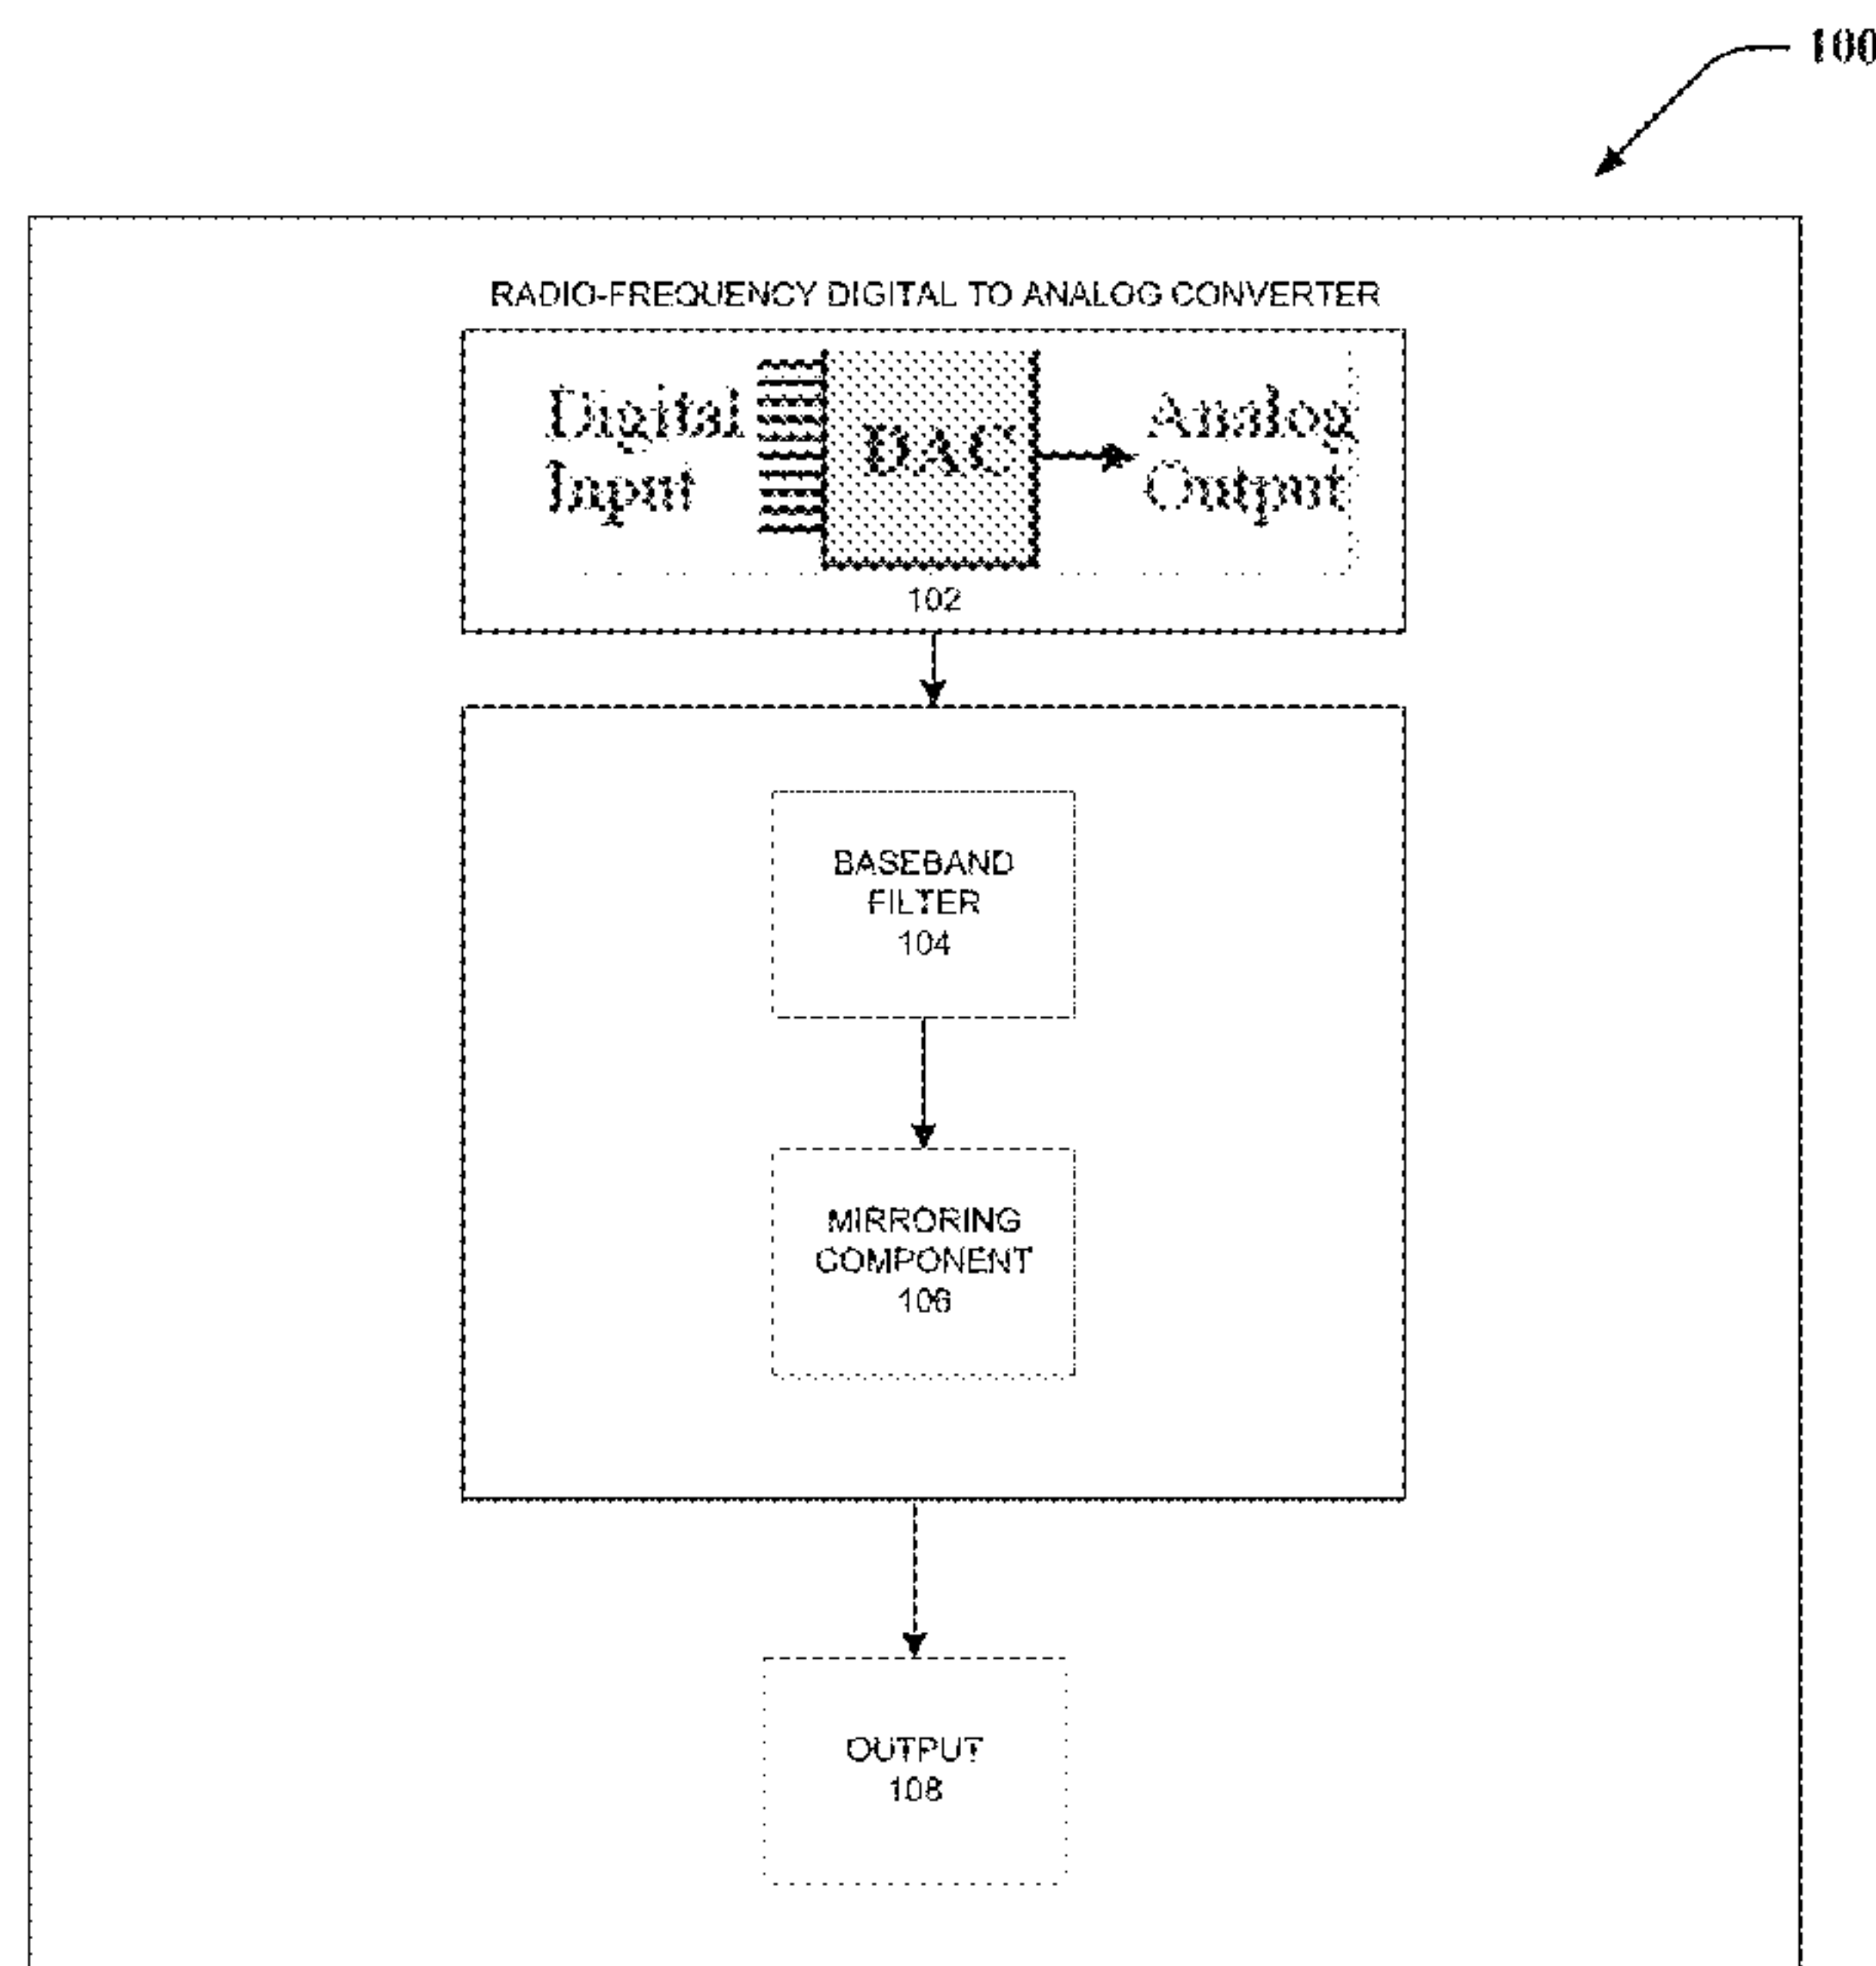 100
RADIO-FREQUENCY DIGITAL TO ANALOG CONVERTER
Digital
Input
DAC
Analog
Output
102
BASEBAND
FILTER
104
MIRRORING
COMPONENT
106
OUTPUT
108